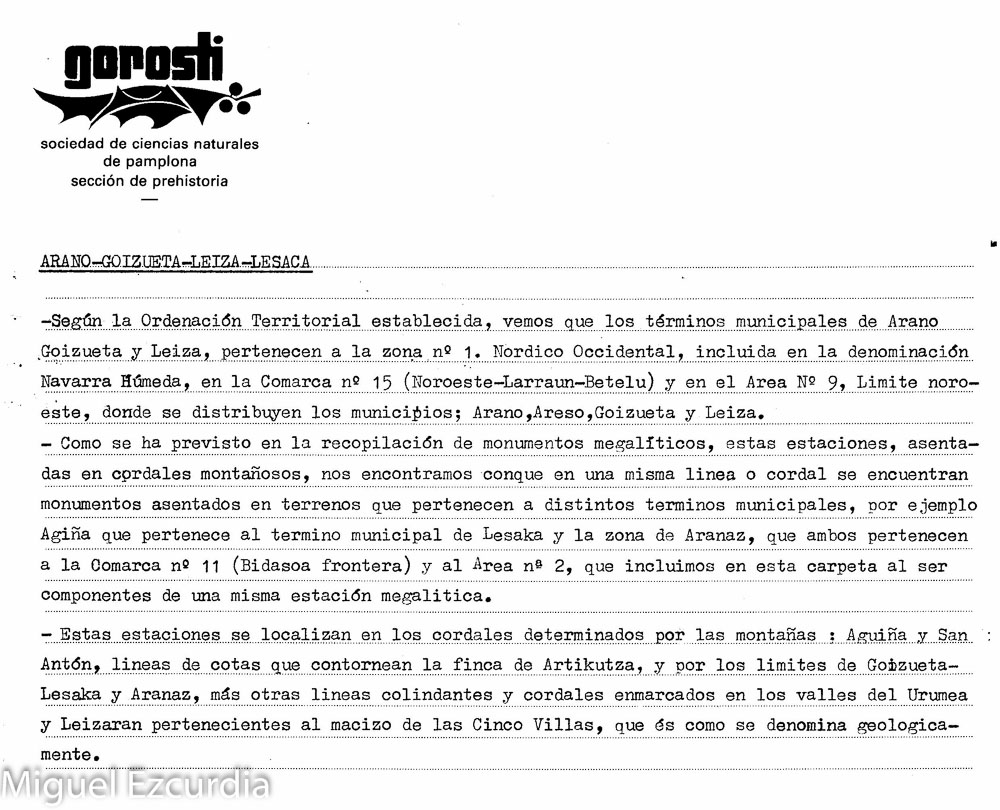 gorosti
sociedad de ciencias naturales
de pamplona
sección de prehistoria
ARANO-GOIZUETA-LEIZA-LESACA
-Según la Ordenación Territorial establecida, vemos que los términos municipales de Arano
Goizueta y Leiza, pertenecen a la zona nº 1. Nordico Occidental, incluida en la denominación
Navarra Húmeda, en la Comarca nº 15 (Noroeste-Larraun-Betelu) y en el Area Nº 9, Limite noro-
este, donde se distribuyen los municipios; Arano,Areso,Goizueta y Leiza.
- Como se ha previsto en la recopilación de monumentos megalíticos, estas estaciones, asenta-
das en cordales montañosos, nos encontramos conque en una misma linea o cordal se encuentran
monumentos asentados en terrenos que pertenecen a distintos terminos municipales, por ejemplo
Agiña que pertenece al termino municipal de Lesaka y la zona de Aranaz, que ambos pertenecen
a la Comarca nº 11 (Bidasoa frontera) y al Area nª 2, que incluimos en esta carpeta al ser
componentes de una misma estación megalitica.
- Estas estaciones se localizan en los cordales determinados por las montañas : Aguiña y San
Antón, lineas de cotas que contornean la finca de Artikutza, y por los limites de Goizueta-
Lesaka y Aranaz, más otras lineas colindantes y cordales enmarcados en los valles del Urumea
y Leizaran pertenecientes al macizo de las Cinco Villas, que és como se denomina geologica-
mente.
Miguel Ezcurdia